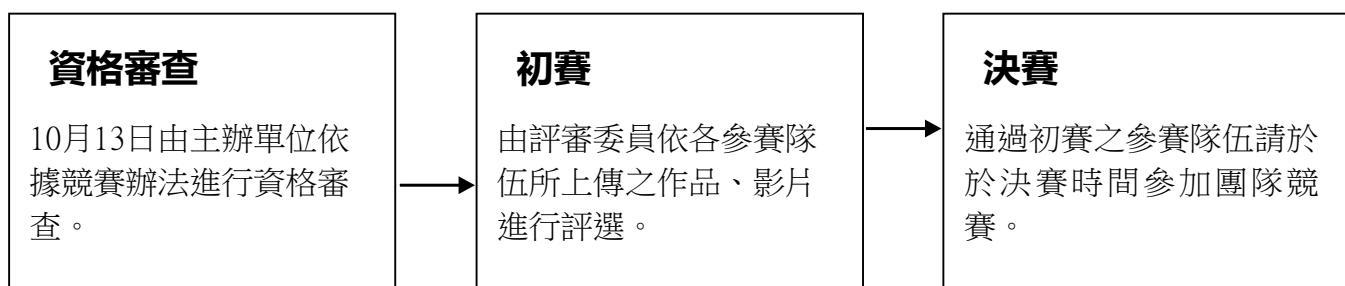 資格審查
10月13日由主辦單位依
據競賽辦法進行資格審
查。
初賽
由評審委員依各參賽隊
伍所上傳之作品、影片
進行評選。
決賽
通過初賽之參賽隊伍請於
於決賽時間參加團隊競
賽。